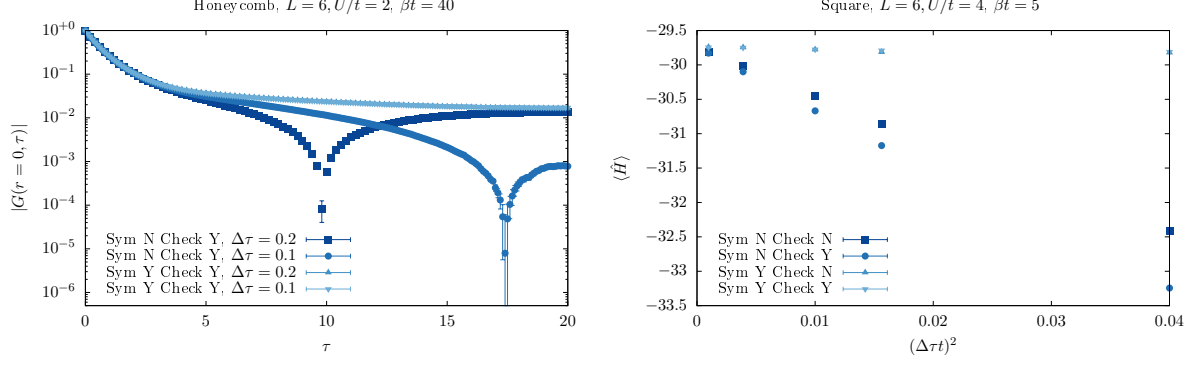 Honeycomb, L = 6, U/t = 2, βt = 40
10^{+0}
10^{−1}
10^{−2}
10^{−3}
10^{−4}
10^{−5}
10^{−6}
|G(r = 0, τ)|
Sym N Check Y, Δτ = 0.2
Sym N Check Y, Δτ = 0.1
Sym Y Check Y, Δτ = 0.2
Sym Y Check Y, Δτ = 0.1
0 5 10 15 20
τ
Square, L = 6, U/t = 4, βt = 5
−29.5
−30
−30.5
−31
−31.5
−32
−32.5
−33
−33.5
⟨Ĥ⟩
Sym N Check N
Sym N Check Y
Sym Y Check N
Sym Y Check Y
0 0.01 0.02 0.03 0.04
(Δτt)^2